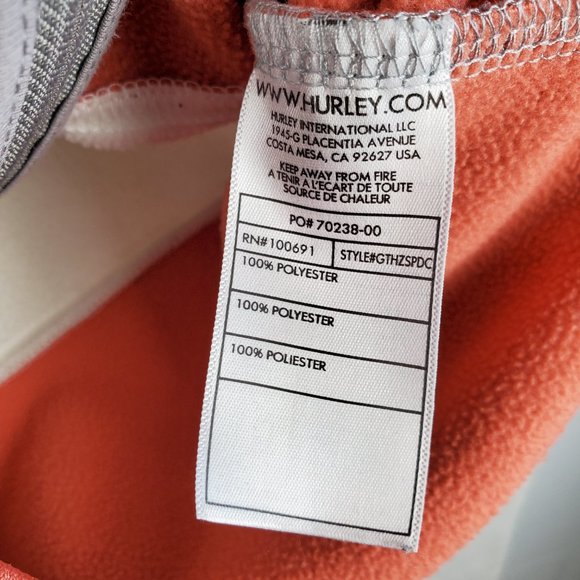 WWW.HURLEY.COM
HURLEY INTERNATIONAL LLC
1945-G PLACENTIA AVENUE
COSTA MESA, CA 92627 USA
KEEP AWAY FROM FIRE
A TENIR A L'ECART DE TOUTE
SOURCE DE CHALEUR
PO# 70238-00
RN#100691 STYLE#GTHZSPDC
100% POLYESTER
100% POLYESTER
100% POLIESTER